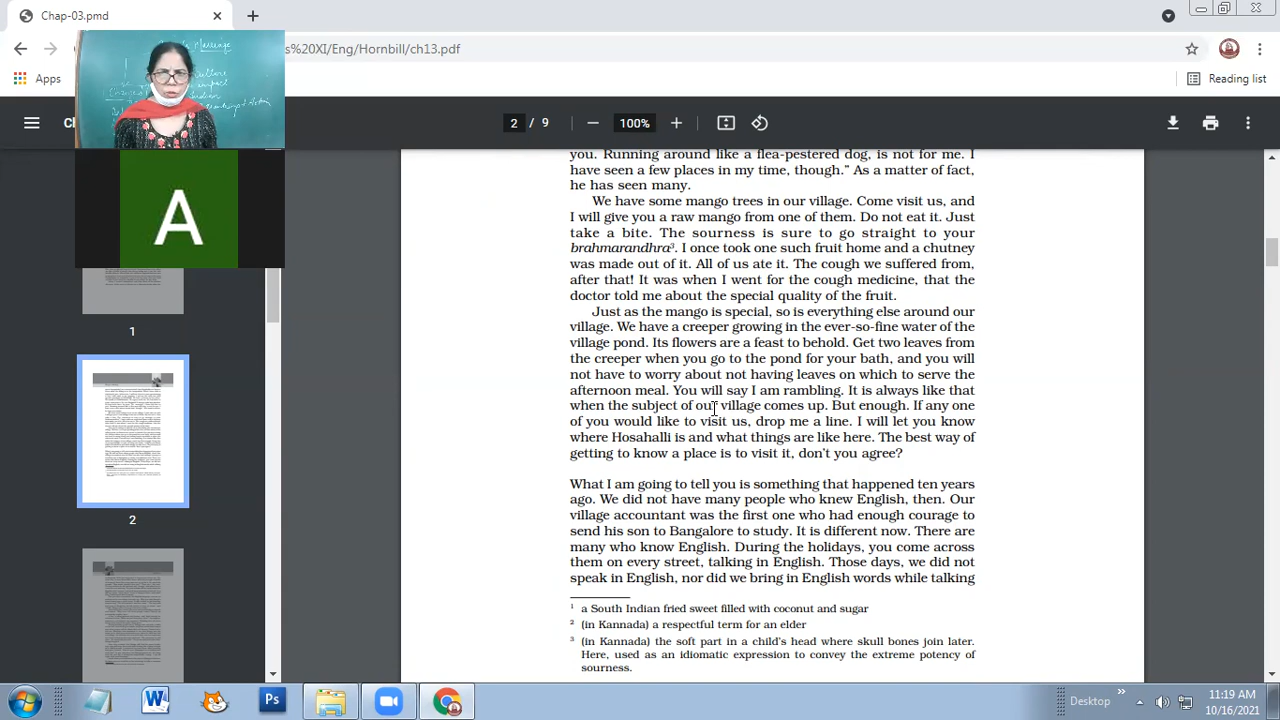 Chap-03.pmd
s%20XI/Eng/Hornbill/ch13.pdf
Apps
Reading list
Marriage
Ch
2 / 9
100%
A
you. Running around like a flea-pestered dog, is not for me. I
have seen a few places in my time, though.” As a matter of fact,
he has seen many.
We have some mango trees in our village. Come visit us, and
I will give you a raw mango from one of them. Do not eat it. Just
take a bite. The sourness is sure to go straight to your
brahmarandhra³. I once took one such fruit home and a chutney
was made out of it. All of us ate it. The cough we suffered from,
after that! It was when I went for the cough medicine, that the
doctor told me about the special quality of the fruit.
Just as the mango is special, so is everything else around our
village. We have a creeper growing in the ever-so-fine water of the
village pond. Its flowers are a feast to behold. Get two leaves from
the creeper when you go to the pond for your bath, and you will
not have to worry about not having leaves on which to serve the
afternoon meal. You will say I am rambling. It is always like that
when the subject of our village comes up. But enough. If any one
of you would like to visit us, drop me a line. I will let you know
where Hosahalli is and what things are like here. The best way of
getting to know a place is to visit it, don’t you agree?
What I am going to tell you is something that happened ten years
ago. We did not have many people who knew English, then. Our
village accountant was the first one who had enough courage to
send his son to Bangalore to study. It is different now. There are
many who know English. During the holidays, you come across
them on every street, talking in English. Those days, we did not
speak in English, nor did we bring in English words while talking
South Indian fried sweet filled with coconut and sugar
² (in Kannada) a respectful term for an elder
³ (in Kannada) the soft part in a child’s head where skull bones join later.
Here, used as an idiomatic expression to convey the extreme potency of
sourness.
1
2
Ps
Desktop
11:19 AM
10/16/2021